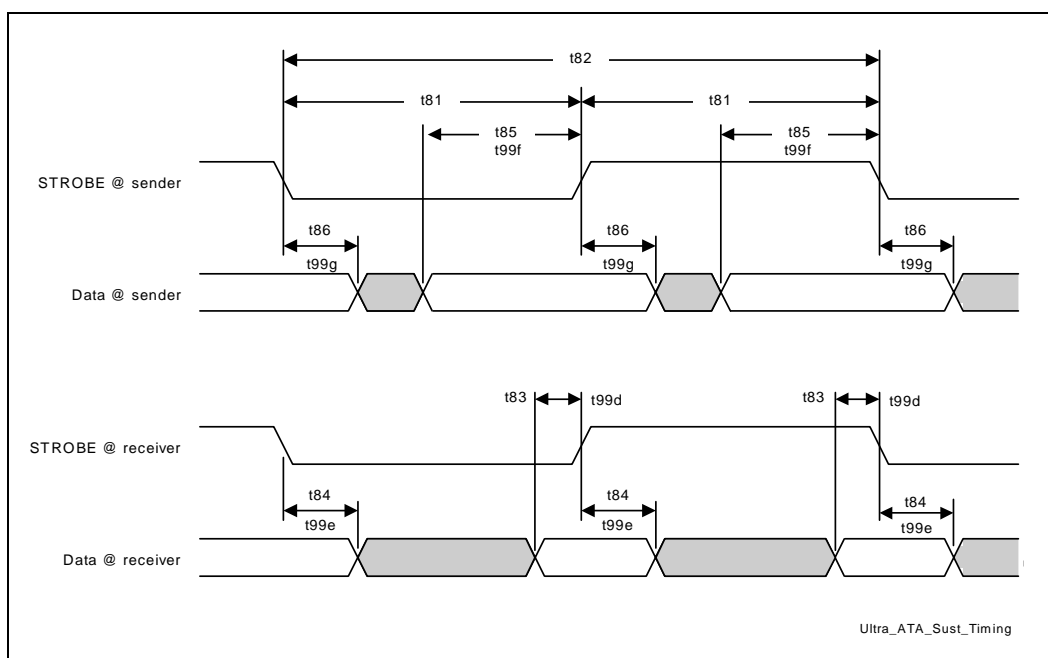 t82
t81 t81
t85 t85
t99f t99f
STROBE @ sender
t86 t86 t86
t99g t99g t99g
Data @ sender
t83 t99d t83 t99d
STROBE @ receiver
t84 t84 t84
t99e t99e t99e
Data @ receiver
Ultra_ATA_Sust_Timing